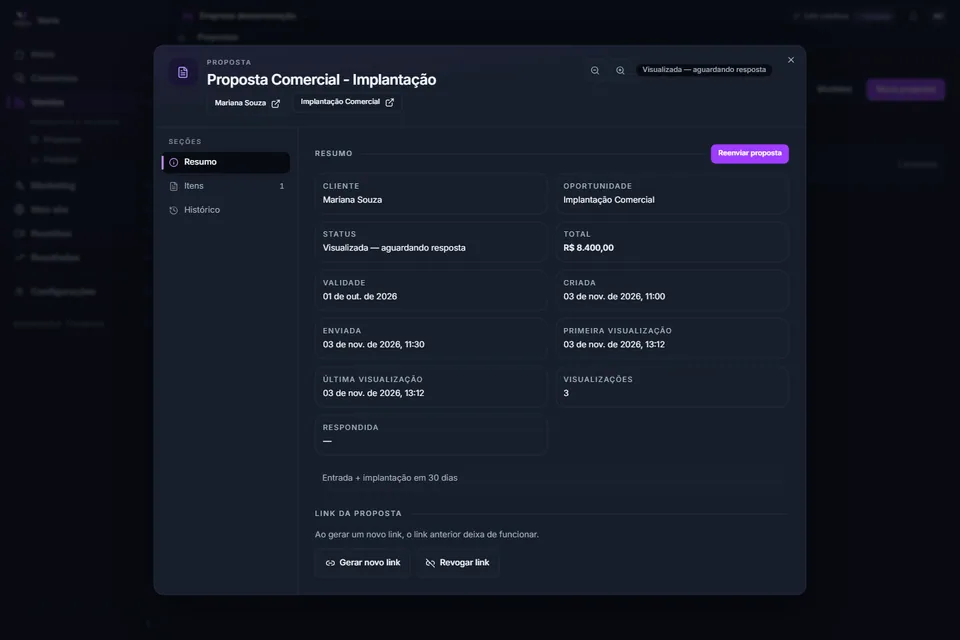 PROPOSTA
Proposta Comercial - Implantação
Mariana Souza
Implantação Comercial
Visualizada — aguardando resposta
SEÇÕES
Resumo
Itens 1
Histórico
RESUMO
Reenviar proposta
CLIENTE
Mariana Souza
OPORTUNIDADE
Implantação Comercial
STATUS
Visualizada — aguardando resposta
TOTAL
R$ 8.400,00
VALIDADE
01 de out. de 2026
CRIADA
03 de nov. de 2026, 11:00
ENVIADA
03 de nov. de 2026, 11:30
PRIMEIRA VISUALIZAÇÃO
03 de nov. de 2026, 13:12
ÚLTIMA VISUALIZAÇÃO
03 de nov. de 2026, 13:12
VISUALIZAÇÕES
3
RESPONDIDA
—
Entrada + implantação em 30 dias
LINK DA PROPOSTA
Ao gerar um novo link, o link anterior deixa de funcionar.
Gerar novo link
Revogar link